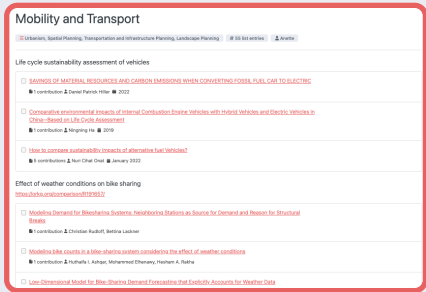 Mobility and Transport
Urbanism, Spatial Planning, Transportation and Infrastructure Planning, Landscape Planning 55 list entries Anette
Life cycle sustainability assessment of vehicles
SAVINGS OF MATERIAL RESOURCES AND CARBON EMISSIONS WHEN CONVERTING FOSSIL FUEL CAR TO ELECTRIC
1 contribution Daniel Patrick Hiller 2022
Comparative environmental impacts of Internal Combustion Engine Vehicles with Hybrid Vehicles and Electric Vehicles in
China—Based on Life Cycle Assessment
1 contribution Ningning Ha 2019
How to compare sustainability impacts of alternative fuel Vehicles?
5 contributions Nuri Cihat Onat January 2022
Effect of weather conditions on bike sharing
https://orkg.org/comparison/R191657/
Modeling Demand for Bikesharing Systems: Neighboring Stations as Source for Demand and Reason for Structural
Breaks
1 contribution Christian Rudloff, Bettina Lackner
Modeling bike counts in a bike-sharing system considering the effect of weather conditions
1 contribution Huthaifa I. Ashqar, Mohammed Elhenawy, Hesham A. Rakha
Low-Dimensional Model for Bike-Sharing Demand Forecasting that Explicitly Accounts for Weather Data